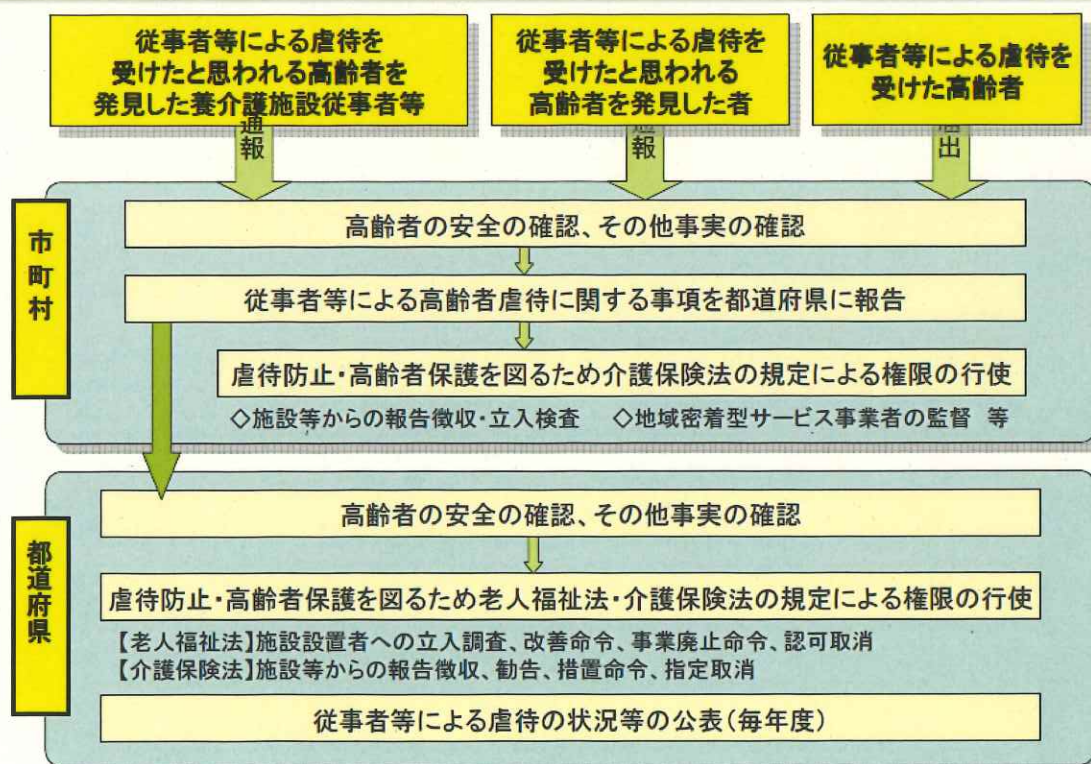 従事者等による虐待を
受けたと思われる高齢者を
発見した養介護施設従事者等
従事者等による虐待を
受けたと思われる
高齢者を発見した者
従事者等による虐待を
受けた高齢者
通報
通報
届出
市町村
高齢者の安全の確認、その他事実の確認
従事者等による高齢者虐待に関する事項を都道府県に報告
虐待防止・高齢者保護を図るため介護保険法の規定による権限の行使
◇施設等からの報告徴収・立入検査 ◇地域密着型サービス事業者の監督 等
都道府県
高齢者の安全の確認、その他事実の確認
虐待防止・高齢者保護を図るため老人福祉法・介護保険法の規定による権限の行使
【老人福祉法】施設設置者への立入調査、改善命令、事業廃止命令、認可取消
【介護保険法】施設等からの報告徴収、勧告、措置命令、指定取消
従事者等による虐待の状況等の公表(毎年度)